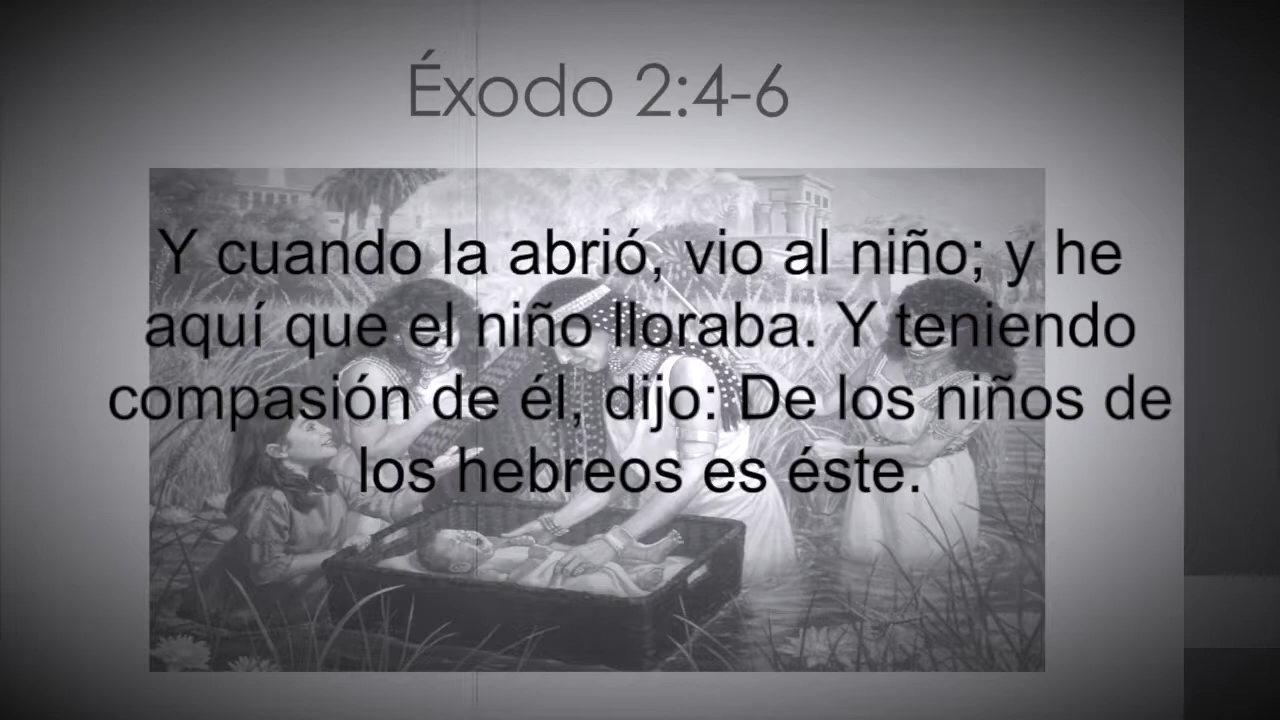 Éxodo 2:4-6
Y cuando la abrió, vio al niño; y he
aquí que el niño lloraba. Y teniendo
compasión de él, dijo: De los niños de
los hebreos es éste.